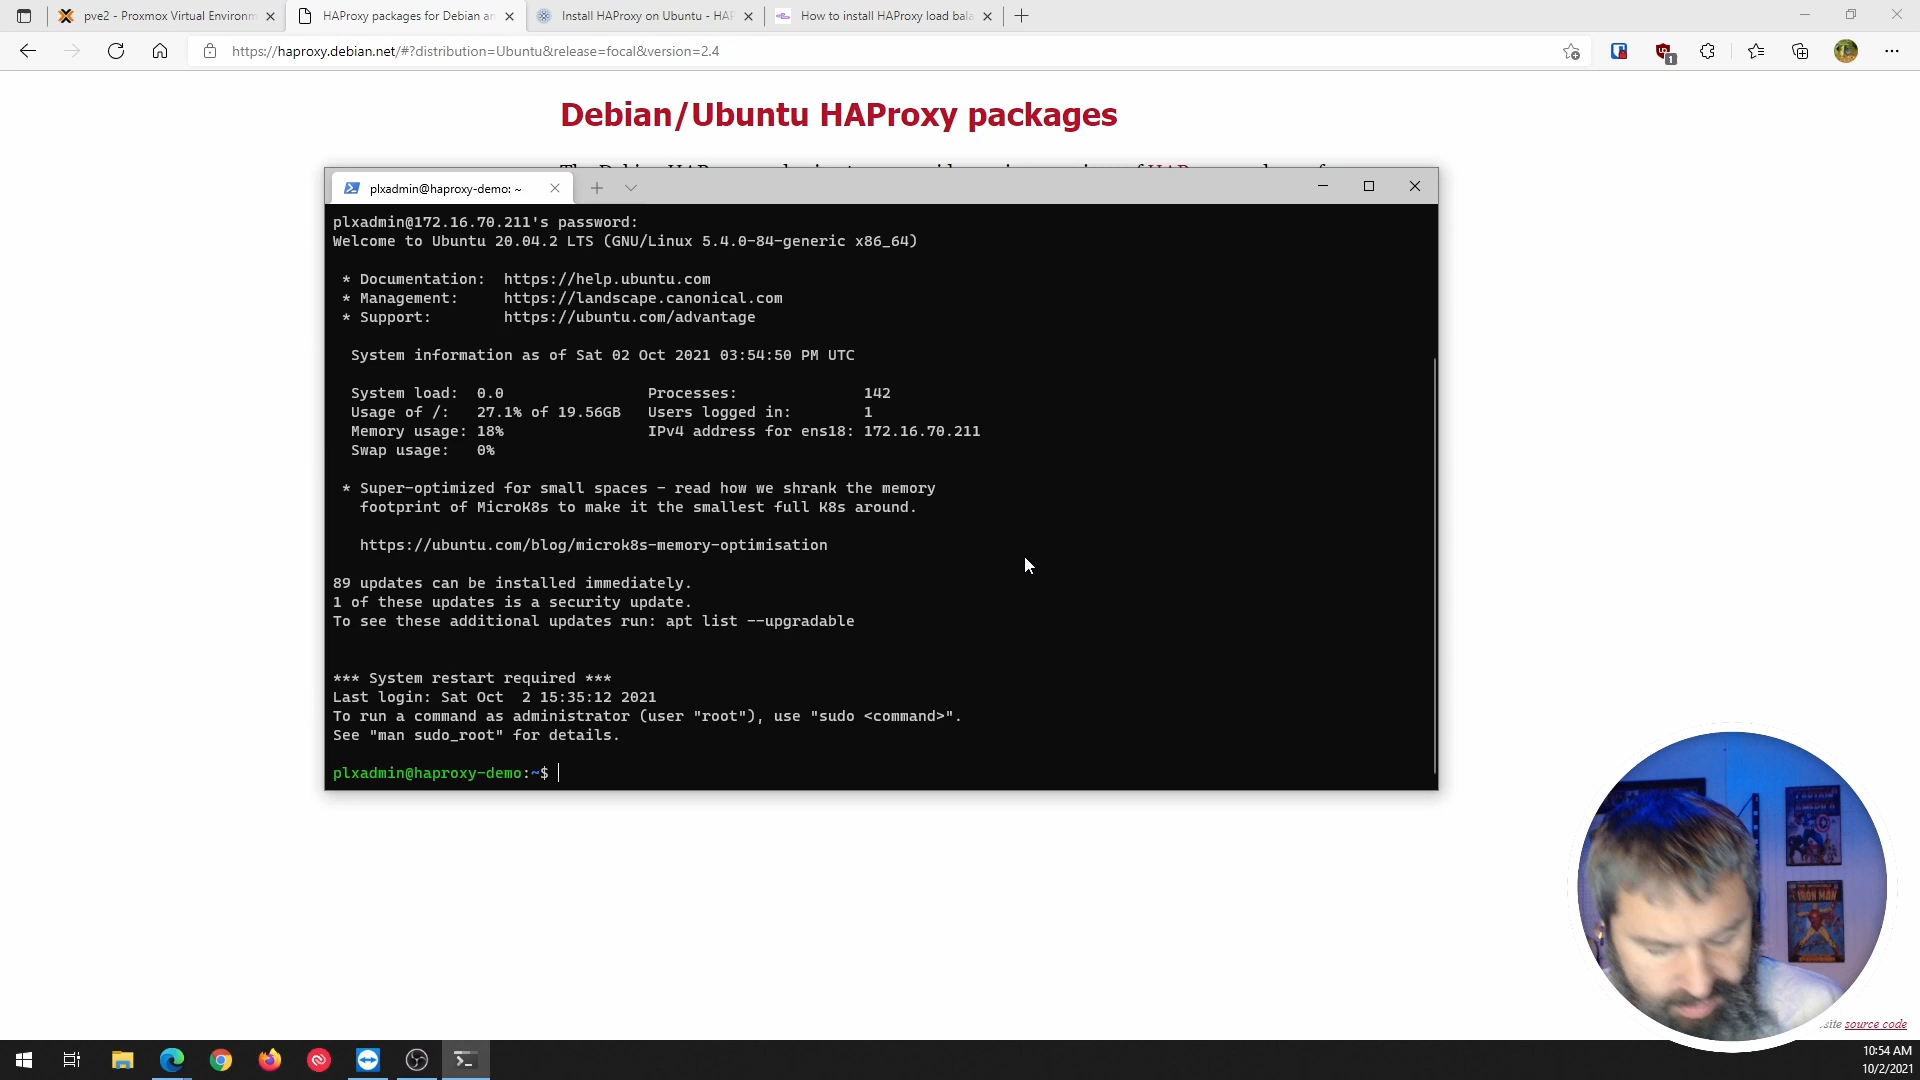 pve2 - Proxmox Virtual Environm
HAProxy packages for Debian an
Install HAProxy on Ubuntu - HAP
How to install HAProxy load bala
https://haproxy.debian.net/#?distribution=Ubuntu&release=focal&version=2.4
1
Debian/Ubuntu HAProxy packages
plxadmin@haproxy-demo: ~
plxadmin@172.16.70.211's password:
Welcome to Ubuntu 20.04.2 LTS (GNU/Linux 5.4.0-84-generic x86_64)
* Documentation:  https://help.ubuntu.com
* Management:     https://landscape.canonical.com
* Support:        https://ubuntu.com/advantage
System information as of Sat 02 Oct 2021 03:54:50 PM UTC
System load:  0.0                Processes:              142
Usage of /:   27.1% of 19.56GB   Users logged in:        1
Memory usage: 18%                IPv4 address for ens18: 172.16.70.211
Swap usage:   0%
* Super-optimized for small spaces - read how we shrank the memory
footprint of MicroK8s to make it the smallest full K8s around.
https://ubuntu.com/blog/microk8s-memory-optimisation
89 updates can be installed immediately.
1 of these updates is a security update.
To see these additional updates run: apt list --upgradable
*** System restart required ***
Last login: Sat Oct  2 15:35:12 2021
To run a command as administrator (user "root"), use "sudo <command>".
See "man sudo_root" for details.
plxadmin@haproxy-demo:~$
CAPTAIN AMERICA
IRON MAN
site source code
10:54 AM
10/2/2021